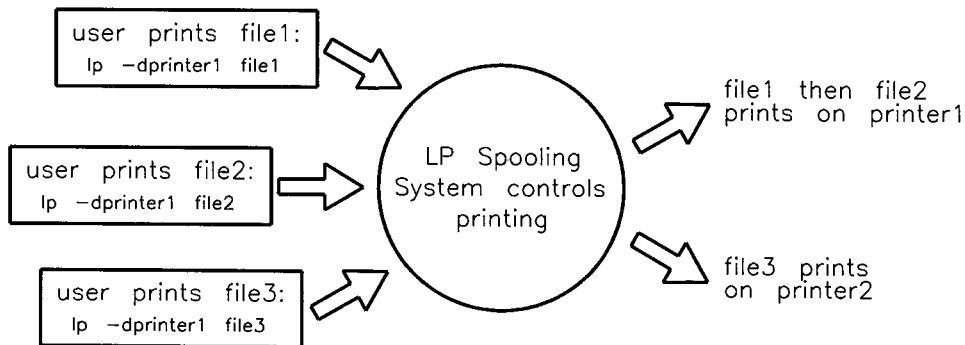 user prints file1:
lp -dprinter1 file1
user prints file2:
lp -dprinter1 file2
user prints file3:
lp -dprinter1 file3
LP Spooling
System controls
printing
file1 then file2
prints on printer1
file3 prints
on printer2